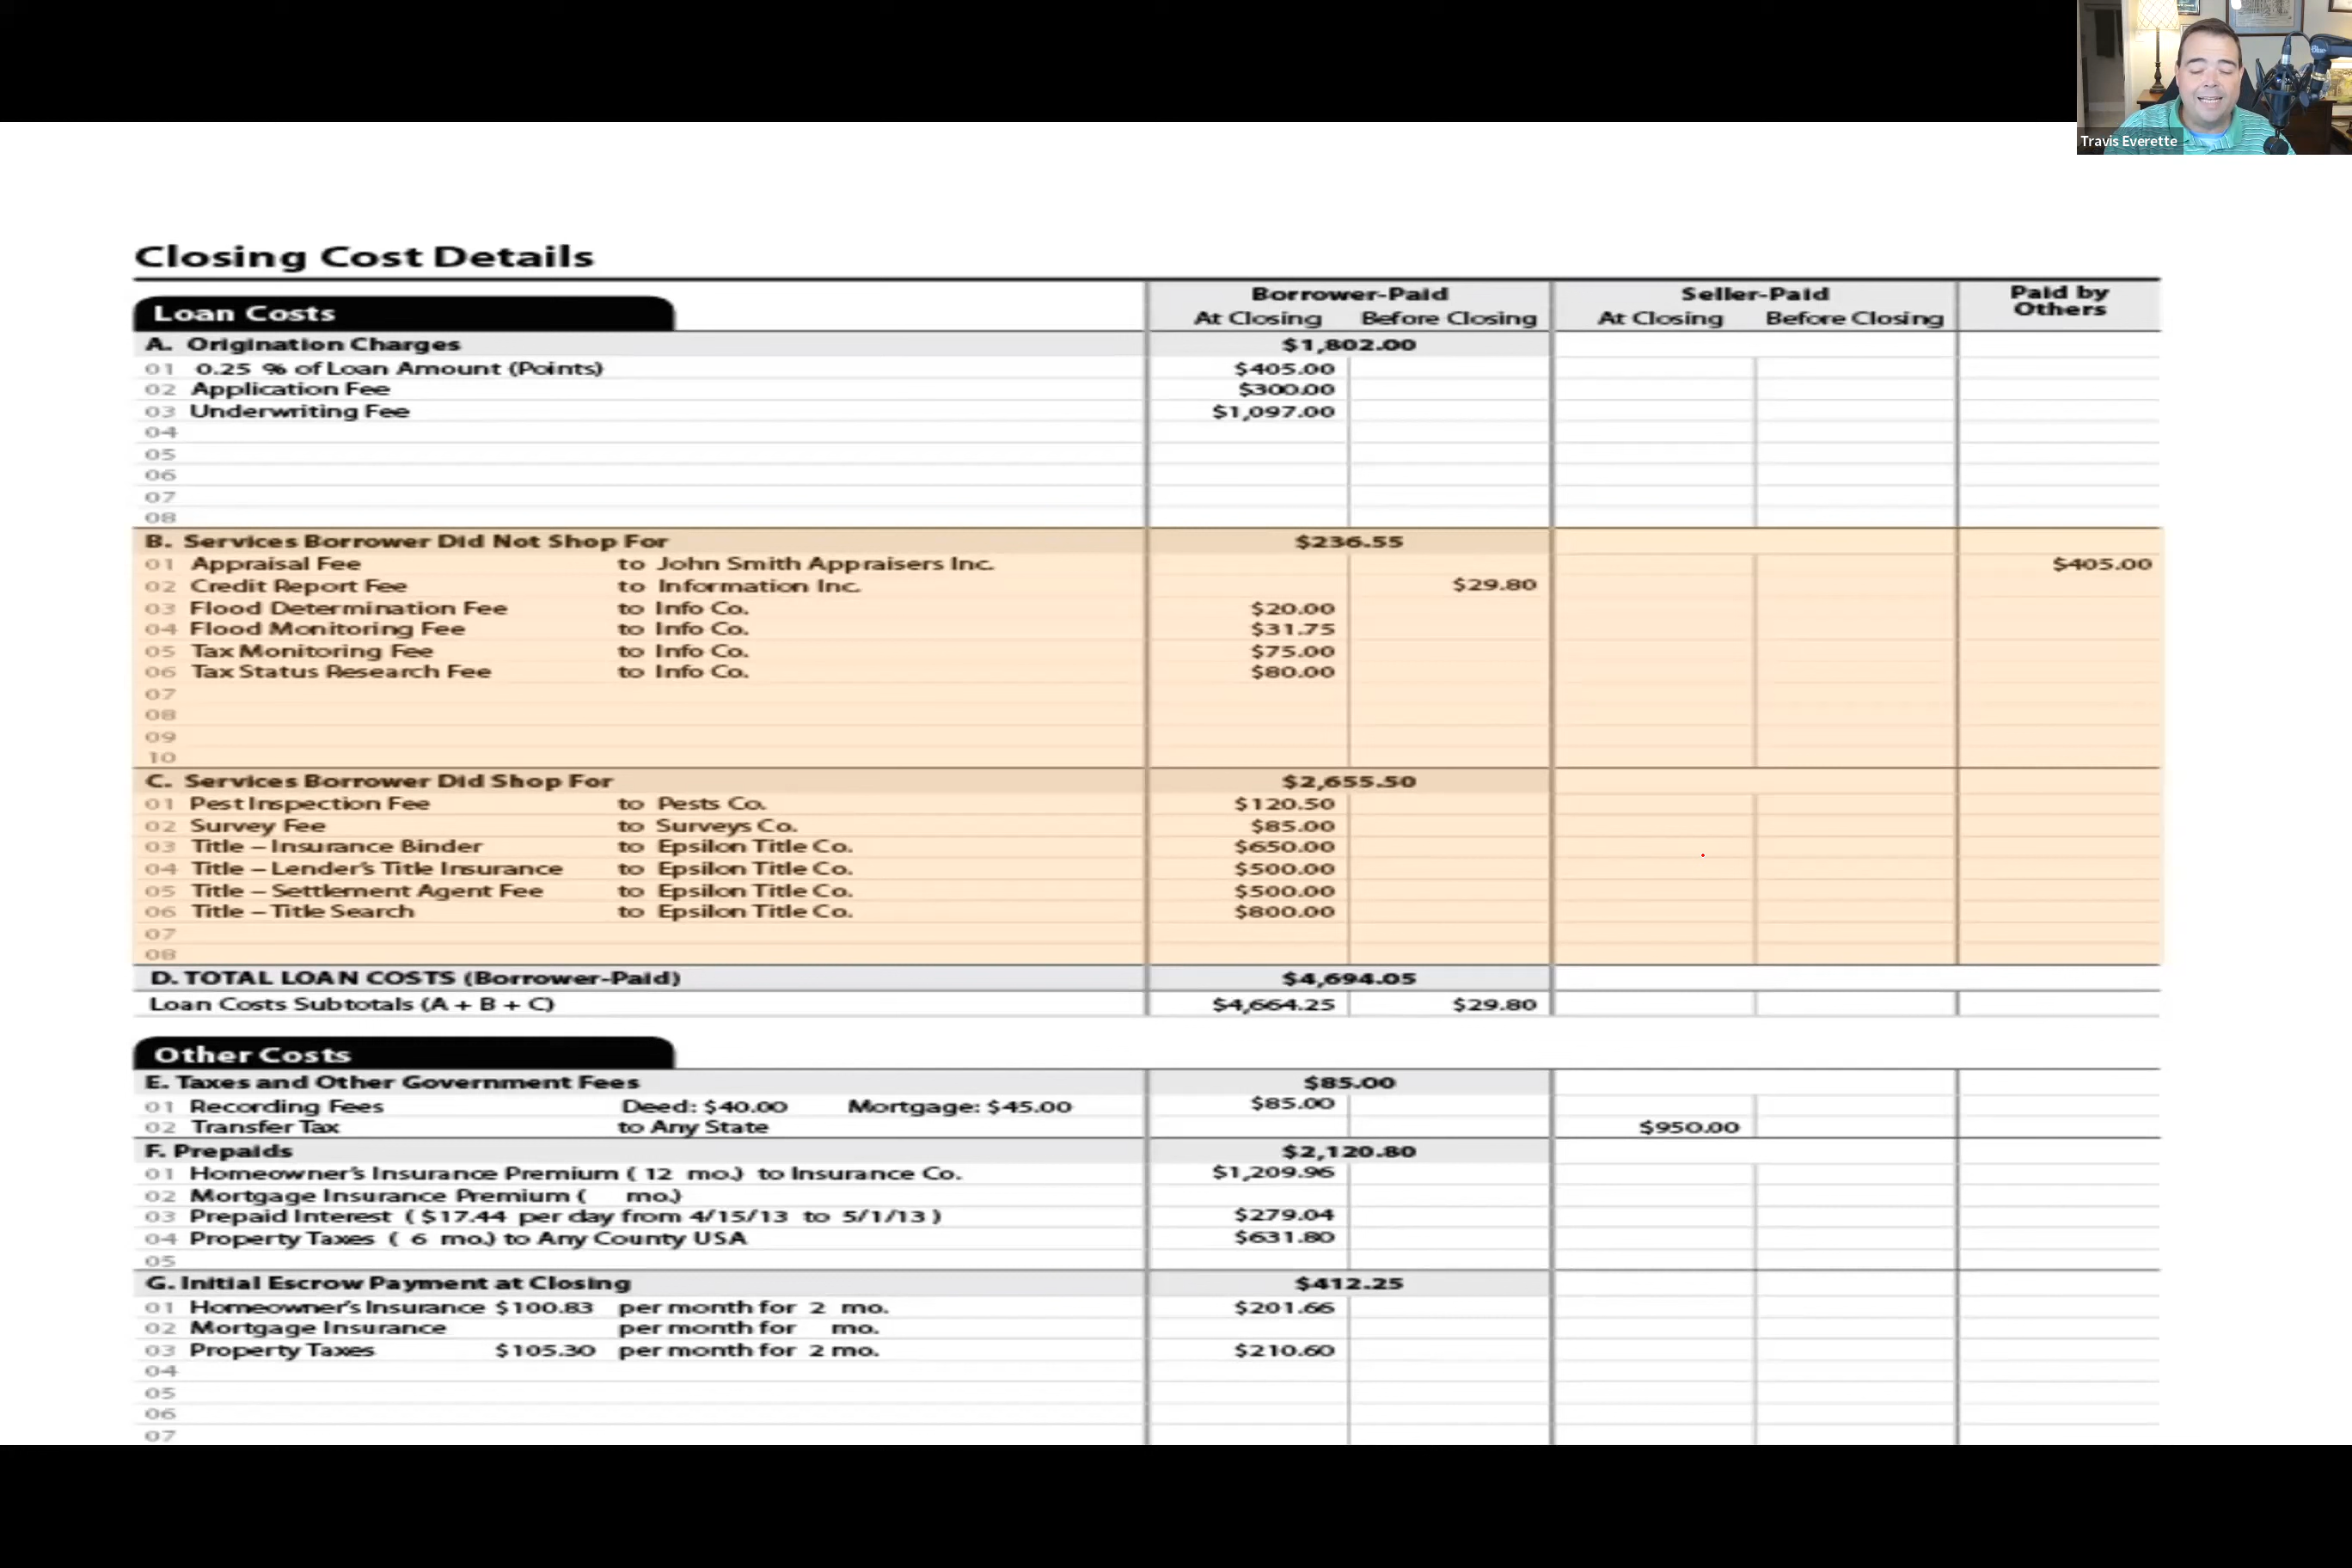 Travis Everette
Closing Cost Details
Loan Costs
Borrower-Paid Seller-Paid Paid by Others
At Closing Before Closing At Closing Before Closing
A. Origination Charges $1,802.00
01 0.25 % of Loan Amount (Points) $405.00
02 Application Fee $300.00
03 Underwriting Fee $1,097.00
04
05
06
07
08
B. Services Borrower Did Not Shop For $236.55
01 Appraisal Fee to John Smith Appraisers Inc. $405.00
02 Credit Report Fee to Information Inc. $29.80
03 Flood Determination Fee to Info Co. $20.00
04 Flood Monitoring Fee to Info Co. $31.75
05 Tax Monitoring Fee to Info Co. $75.00
06 Tax Status Research Fee to Info Co. $80.00
07
08
09
10
C. Services Borrower Did Shop For $2,655.50
01 Pest Inspection Fee to Pests Co. $120.50
02 Survey Fee to Surveys Co. $85.00
03 Title – Insurance Binder to Epsilon Title Co. $650.00
04 Title – Lender's Title Insurance to Epsilon Title Co. $500.00
05 Title – Settlement Agent Fee to Epsilon Title Co. $500.00
06 Title – Title Search to Epsilon Title Co. $800.00
07
08
D. TOTAL LOAN COSTS (Borrower-Paid) $4,694.05
Loan Costs Subtotals (A + B + C) $4,664.25 $29.80
Other Costs
E. Taxes and Other Government Fees $85.00
01 Recording Fees Deed: $40.00 Mortgage: $45.00 $85.00
02 Transfer Tax to Any State $950.00
F. Prepaids $2,120.80
01 Homeowner's Insurance Premium ( 12 mo.) to Insurance Co. $1,209.96
02 Mortgage Insurance Premium ( mo.)
03 Prepaid Interest ( $17.44 per day from 4/15/13 to 5/1/13 ) $279.04
04 Property Taxes ( 6 mo.) to Any County USA $631.80
05
G. Initial Escrow Payment at Closing $412.25
01 Homeowner's Insurance $100.83 per month for 2 mo. $201.66
02 Mortgage Insurance per month for mo.
03 Property Taxes $105.30 per month for 2 mo. $210.60
04
05
06
07